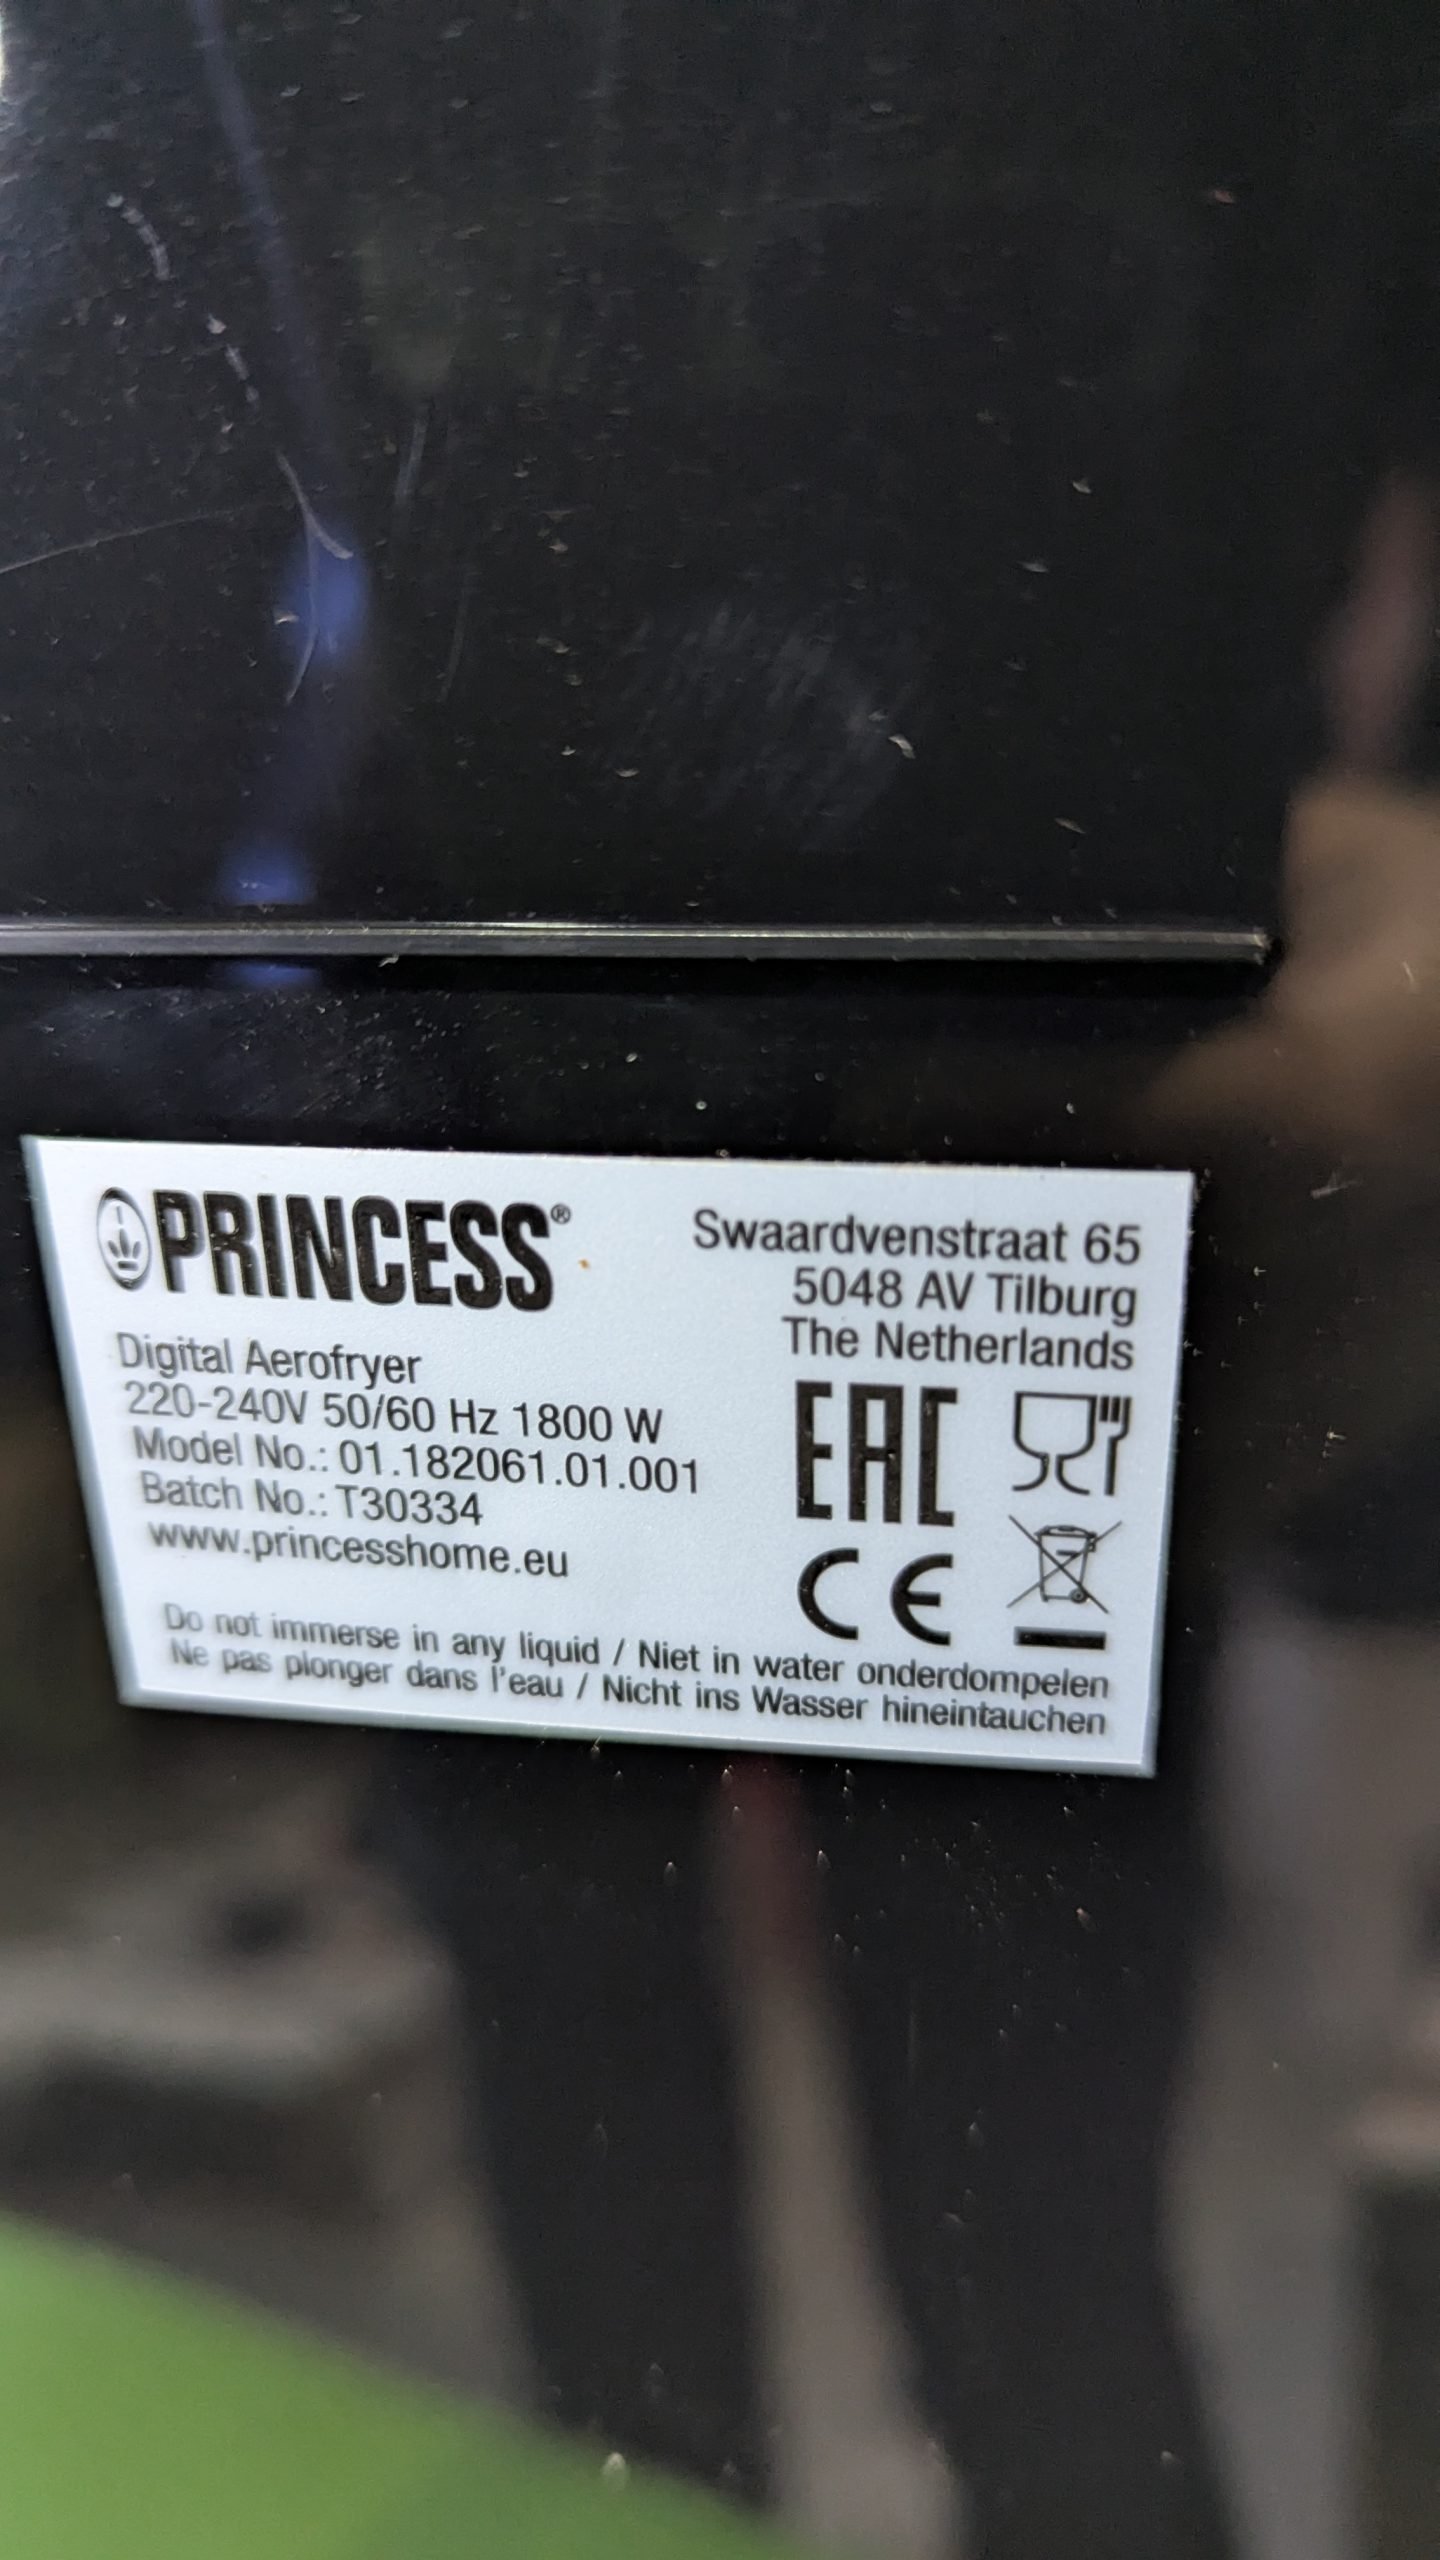 PRINCESS®
Digital Aerofryer
220-240V 50/60 Hz 1800 W
Model No.: 01.182061.01.001
Batch No.: T30334
www.princesshome.eu
Swaardvenstraat 65
5048 AV Tilburg
The Netherlands
EAC
CE
Do not immerse in any liquid / Niet in water onderdompelen
Ne pas plonger dans l'eau / Nicht ins Wasser hineintauchen